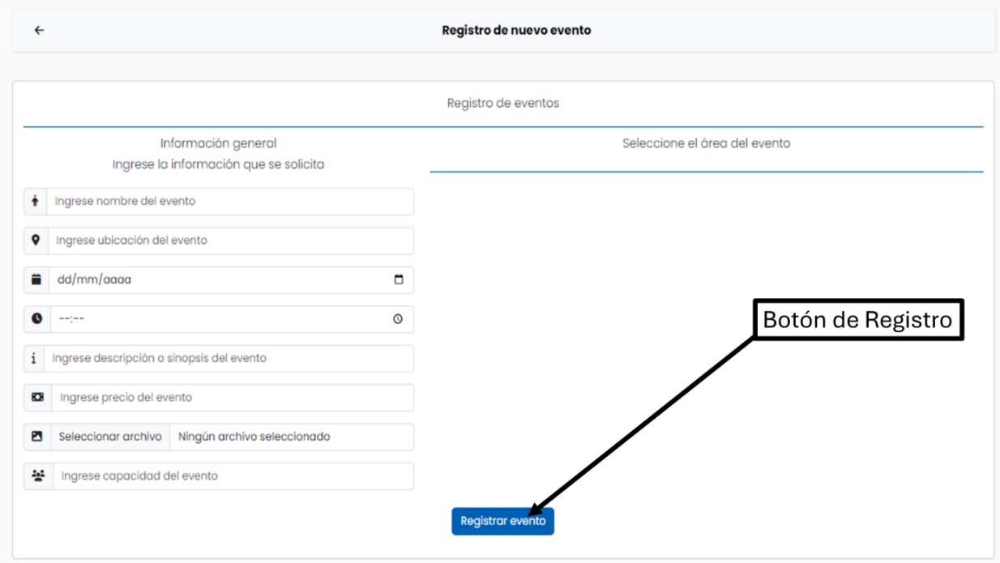 Registro de nuevo evento
Registro de eventos
Información general
Ingrese la información que se solicita
Seleccione el área del evento
Ingrese nombre del evento
Ingrese ubicación del evento
dd/mm/aaaa
--:--
Ingrese descripción o sinopsis del evento
Ingrese precio del evento
Seleccionar archivo Ningún archivo seleccionado
Ingrese capacidad del evento
Botón de Registro
Registrar evento